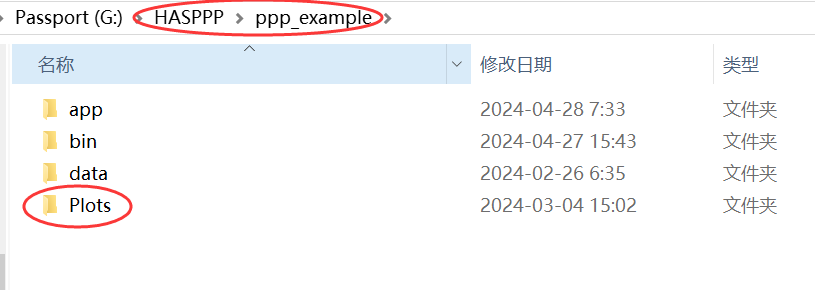 Passport (G:) > HASPPP > ppp_example >
名称 修改日期 类型
app 2024-04-28 7:33 文件夹
bin 2024-04-27 15:43 文件夹
data 2024-02-26 6:35 文件夹
Plots 2024-03-04 15:02 文件夹